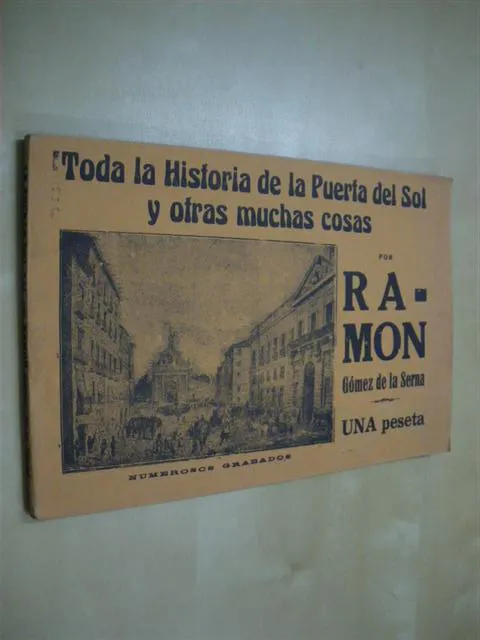 Toda la Historia de la Puerta del Sol
y otras muchas cosas
POR
RA-
MON
Gómez de la Serna
UNA peseta
NUMEROSOS GRABADOS